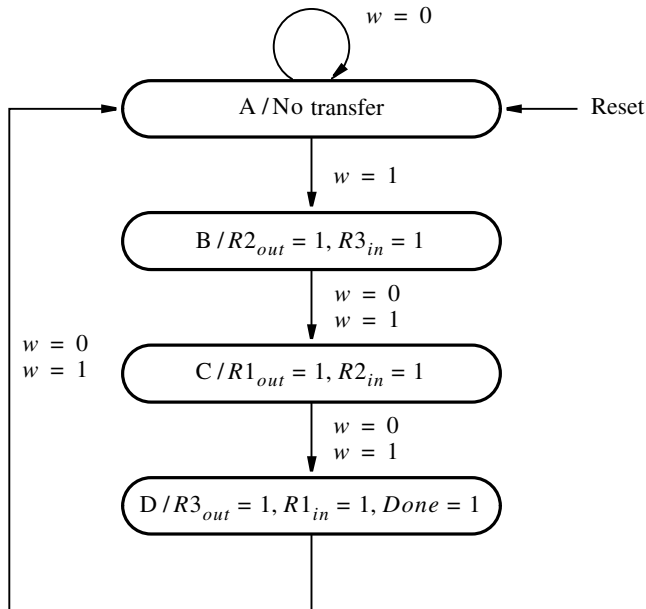 w = 0
A / No transfer
Reset
w = 1
B / R2out = 1, R3in = 1
w = 0
w = 1
w = 0
w = 1
C / R1out = 1, R2in = 1
w = 0
w = 1
D / R3out = 1, R1in = 1, Done = 1